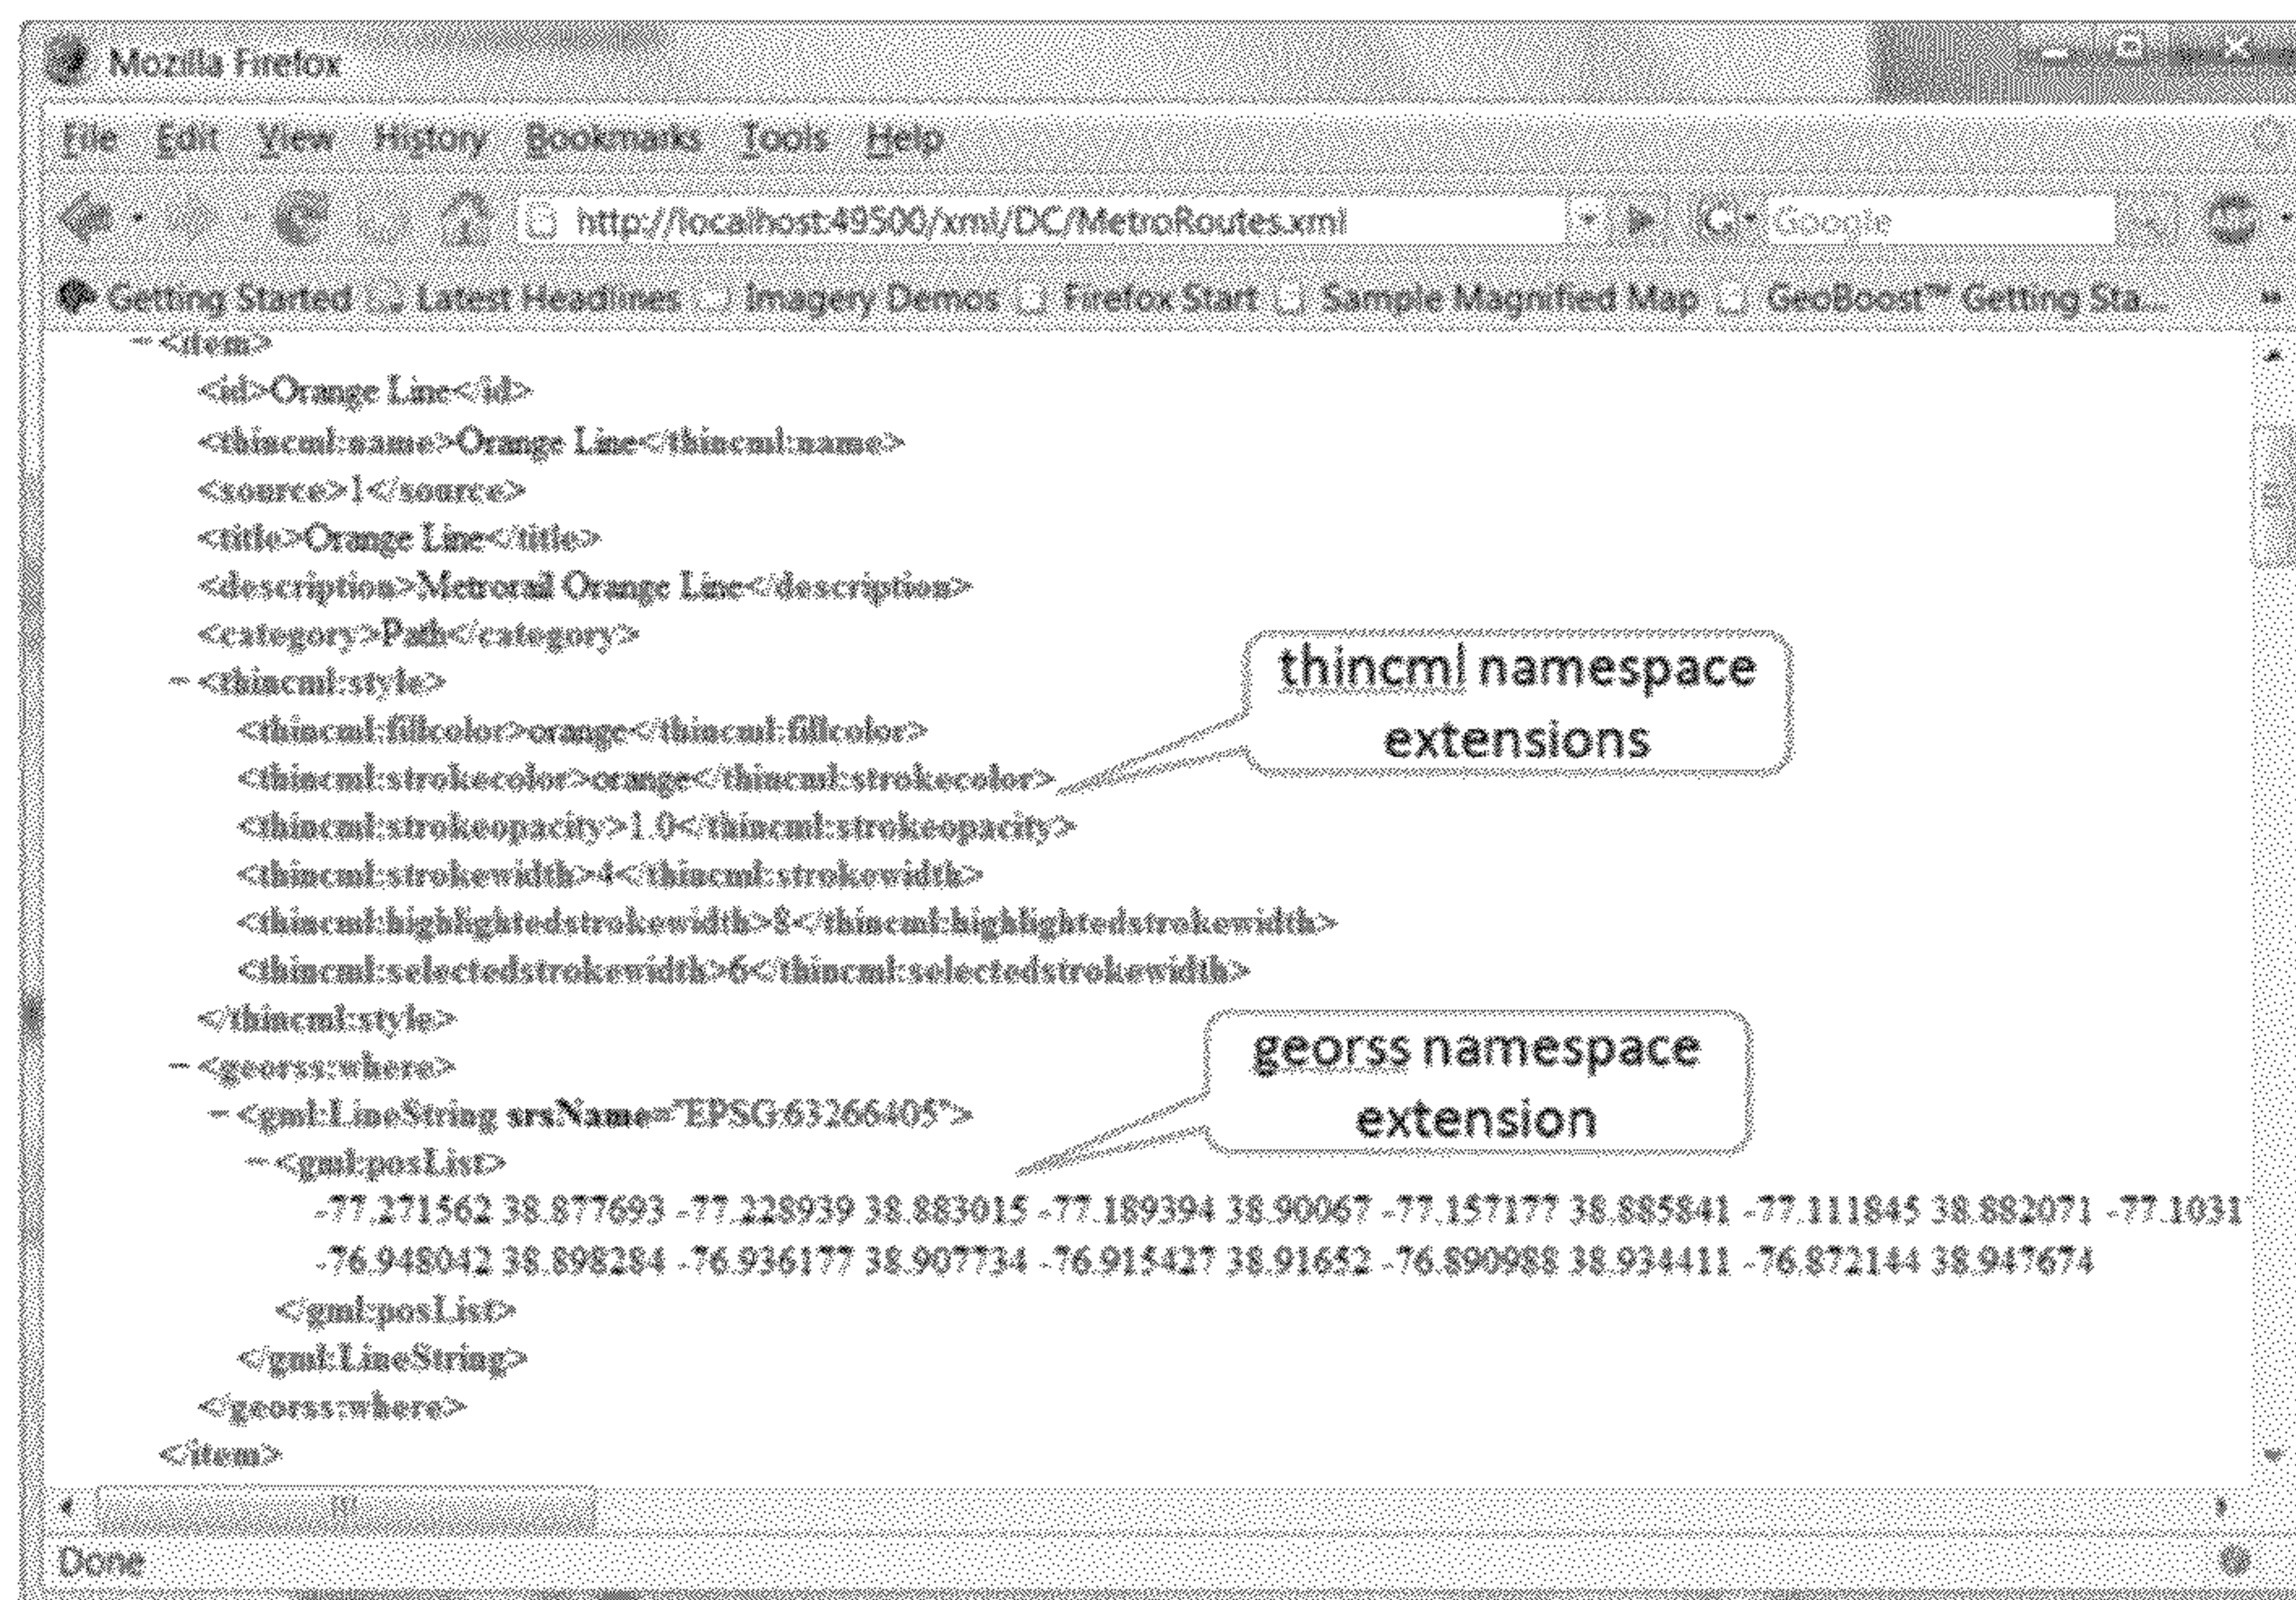 Mozilla Firefox
File Edit View History Bookmarks Tools Help
http://localhost:49500/xml/DC/MetroRoutes.xml Google
Getting Started Latest Headlines Imagery Demos Firefox Start Sample Magnified Map GeoBoost™ Getting Sta...
− <item>
<id>Orange Line</id>
<thincml:name>Orange Line</thincml:name>
<source>1</source>
<title>Orange Line</title>
<description>Metrorail Orange Line</description>
<category>Path</category>
− <thincml:style>
thincml namespace
extensions
<thincml:fillcolor>orange</thincml:fillcolor>
<thincml:strokecolor>orange</thincml:strokecolor>
<thincml:strokeopacity>1.0</thincml:strokeopacity>
<thincml:strokewidth>4</thincml:strokewidth>
<thincml:highlightedstrokewidth>8</thincml:highlightedstrokewidth>
<thincml:selectedstrokewidth>6</thincml:selectedstrokewidth>
</thincml:style>
− <georss:where>
georss namespace
extension
− <gml:LineString srsName="EPSG:63266405">
− <gml:posList>
-77.271562 38.877693 -77.228939 38.883015 -77.189394 38.90067 -77.157177 38.885841 -77.111845 38.882071 -77.1031
-76.948042 38.898284 -76.936177 38.907734 -76.915427 38.91652 -76.890988 38.934411 -76.872144 38.947674
</gml:posList>
</gml:LineString>
</georss:where>
</item>
Done